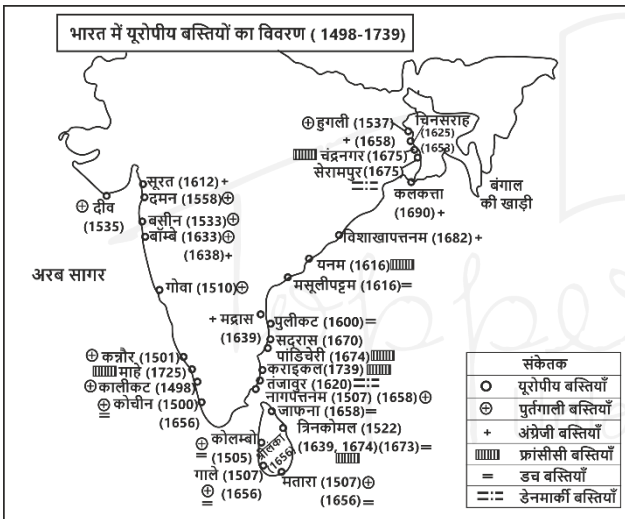 भारत में यूरोपीय बस्तियों का विवरण ( 1498-1739)
हुगली (1537)
+ (1658)
चिनसराह
(1625)
(1653)
चंद्रनगर (1675)
सेरामपुर (1675)
कलकत्ता
(1690) +
बंगाल
की खाड़ी
सूरत (1612) +
दमन (1558)
दीव
(1535)
बसीन (1533)
बॉम्बे (1633)
(1638) +
विशाखापत्तनम (1682) +
यनम (1616)
मसूलीपट्टम (1616) =
अरब सागर
गोवा (1510)
+ मद्रास
(1639)
पुलीकट (1600) =
सद्रास (1670)
पांडिचेरी (1674)
कराइकल (1739)
तंजावुर (1620)
नागपत्तनम (1507) (1658)
कन्नौर (1501)
माहे (1725)
कालीकट (1498)
कोचीन (1500)
=
(1656)
जाफना (1658) =
त्रिनकोमल (1522)
(1639, 1674) (1673) =
कोलम्बो
(1505)
=
श्रीलंका
(1656)
गाले (1507)
(1656)
=
मतारा (1507)
(1656) =
संकेतक
यूरोपीय बस्तियाँ
पुर्तगाली बस्तियाँ
+ अंग्रेजी बस्तियाँ
फ्रांसीसी बस्तियाँ
= डच बस्तियाँ
डेनमार्की बस्तियाँ
Topper